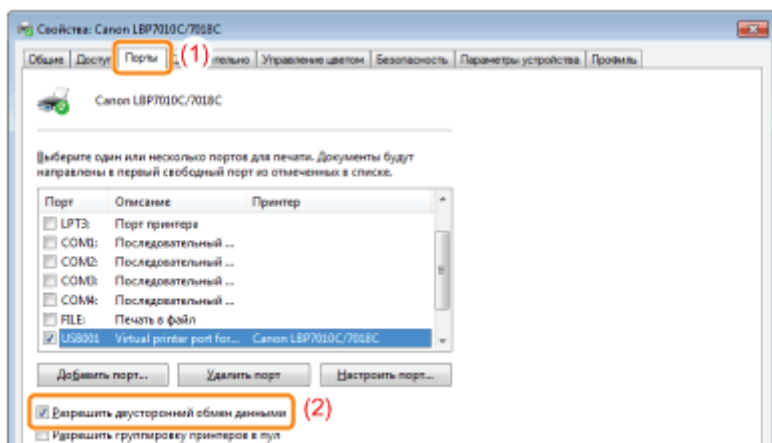 Свойства: Canon LBP7010C/7018C
Общие Доступ Порты (1) тельно Управление цветом Безопасность Параметры устройства Профиль
Canon LBP7010C/7018C
Выберите один или несколько портов для печати. Документы будут
направлены в первый свободный порт из отмеченных в списке.
Порт Описание Принтер
LPT3: Порт принтера
COM1: Последовательный ...
COM2: Последовательный ...
COM3: Последовательный ...
COM4: Последовательный ...
FILE: Печать в файл
USB001 Virtual printer port for... Canon LBP7010C/7018C
Добавить порт... Удалить порт Настроить порт...
Разрешить двусторонний обмен данными (2)
Разрешить группировку принтеров в пул